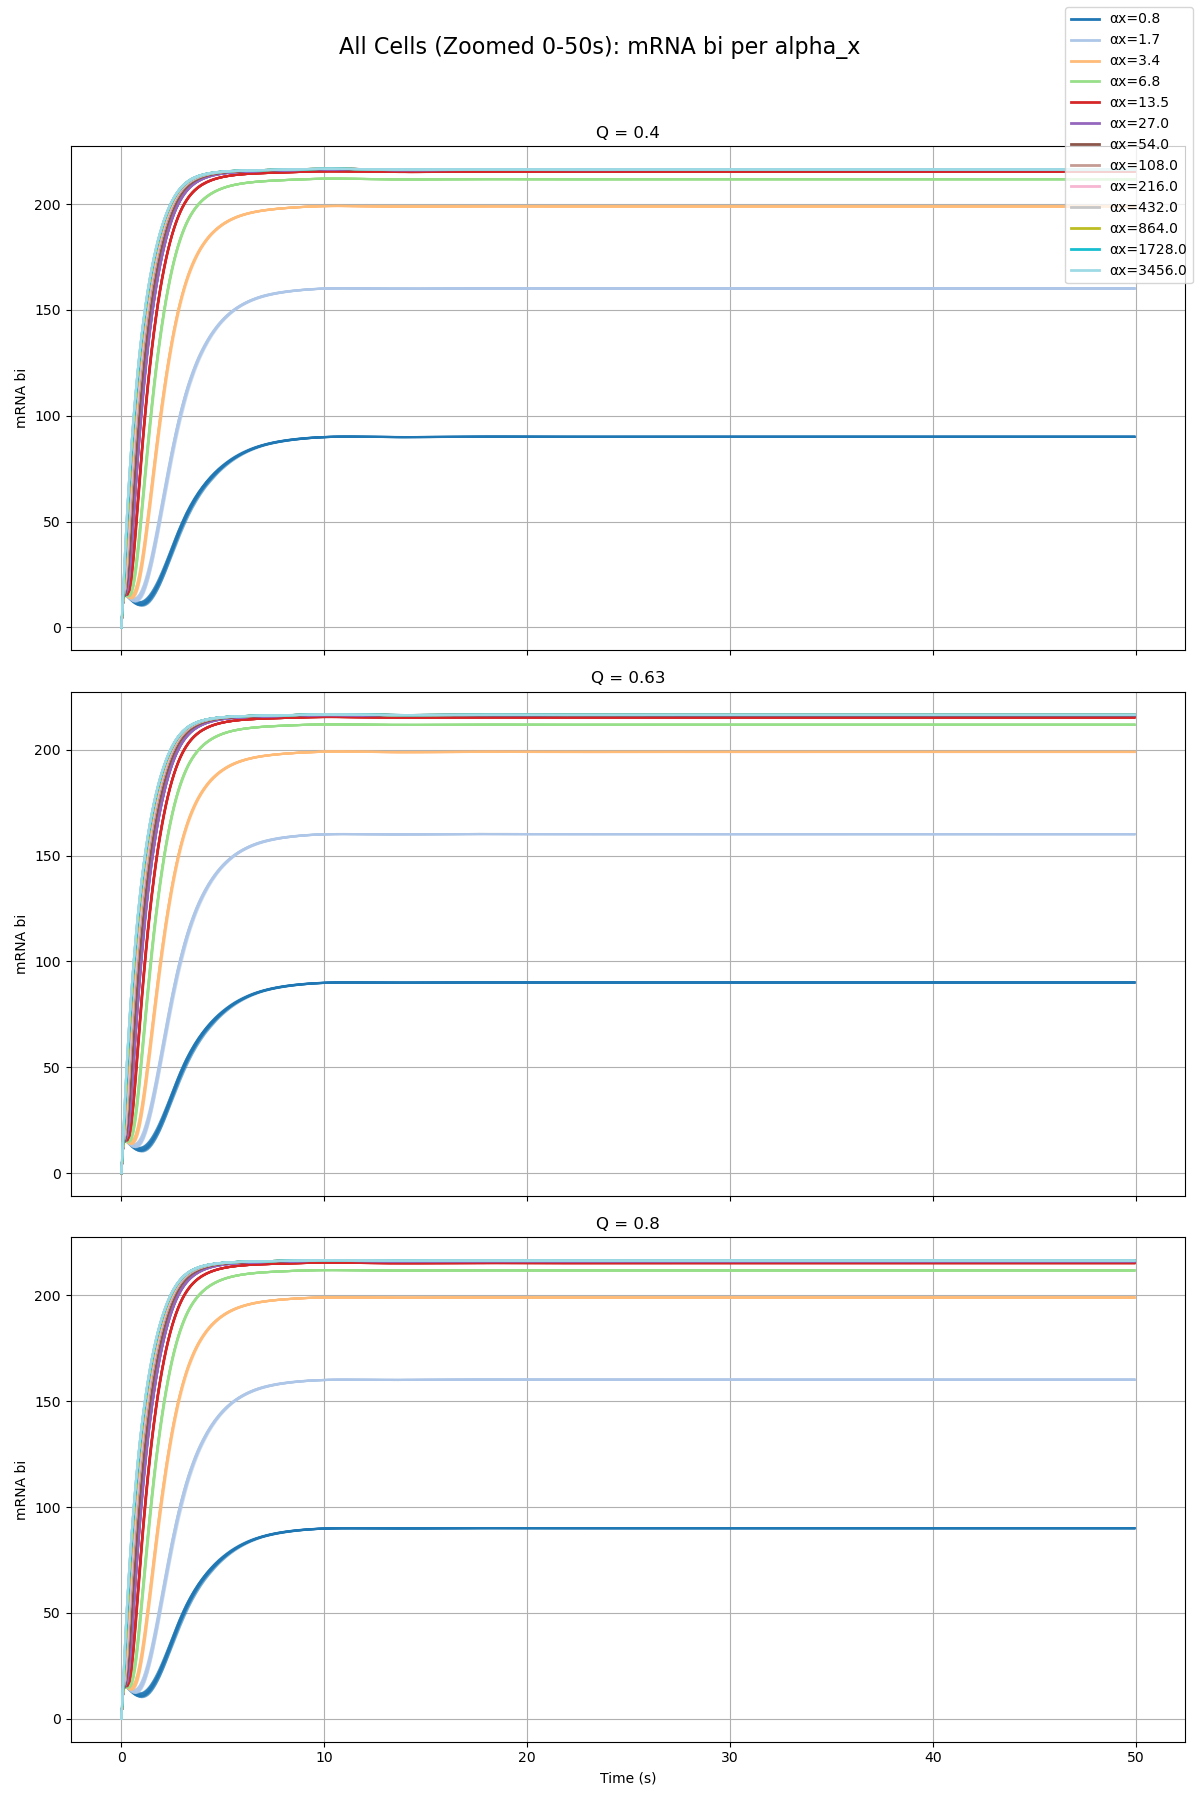 All Cells (Zoomed 0-50s): mRNA bi per alpha_x
αx=0.8
αx=1.7
αx=3.4
αx=6.8
αx=13.5
αx=27.0
αx=54.0
αx=108.0
αx=216.0
αx=432.0
αx=864.0
αx=1728.0
αx=3456.0
Q = 0.4
200
150
100
50
0
mRNA bi
Q = 0.63
200
150
100
50
0
mRNA bi
Q = 0.8
200
150
100
50
0
mRNA bi
0 10 20 30 40 50
Time (s)